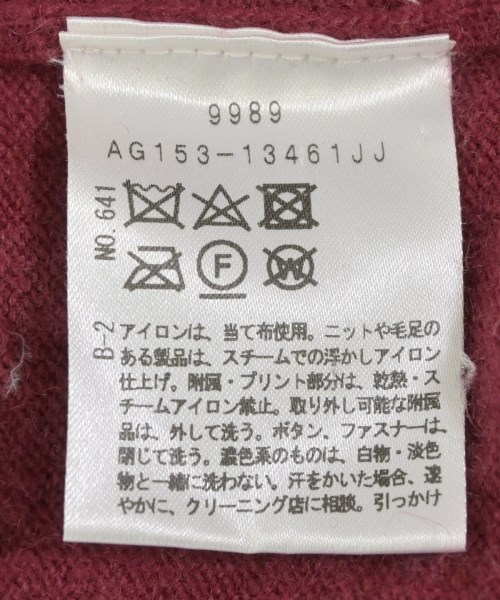 9989
AG153-13461JJ
NO.641
F
W
B-2
アイロンは、当て布使用。ニットや毛足の
ある製品は、スチームでの浮かしアイロン
仕上げ。附属・プリント部分は、乾熱・ス
チームアイロン禁止。取り外し可能な附属
品は、外して洗う。ボタン、ファスナーは
閉じて洗う。濃色系のものは、白物・淡色
物と一緒に洗わない。汗をかいた場合、速
やかに、クリーニング店に相談。引っかけ